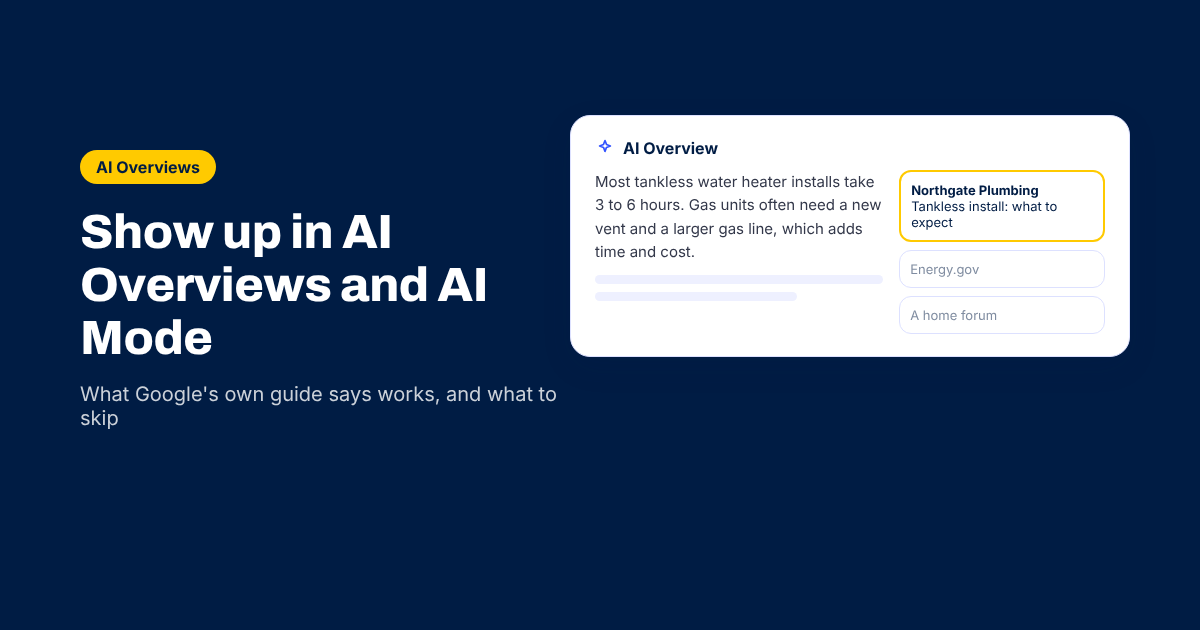 AI Overviews
Show up in AI
Overviews and AI
Mode
What Google's own guide says works, and what to
skip
AI Overview
Most tankless water heater installs take
3 to 6 hours. Gas units often need a new
vent and a larger gas line, which adds
time and cost.
Northgate Plumbing
Tankless install: what to
expect
Energy.gov
A home forum